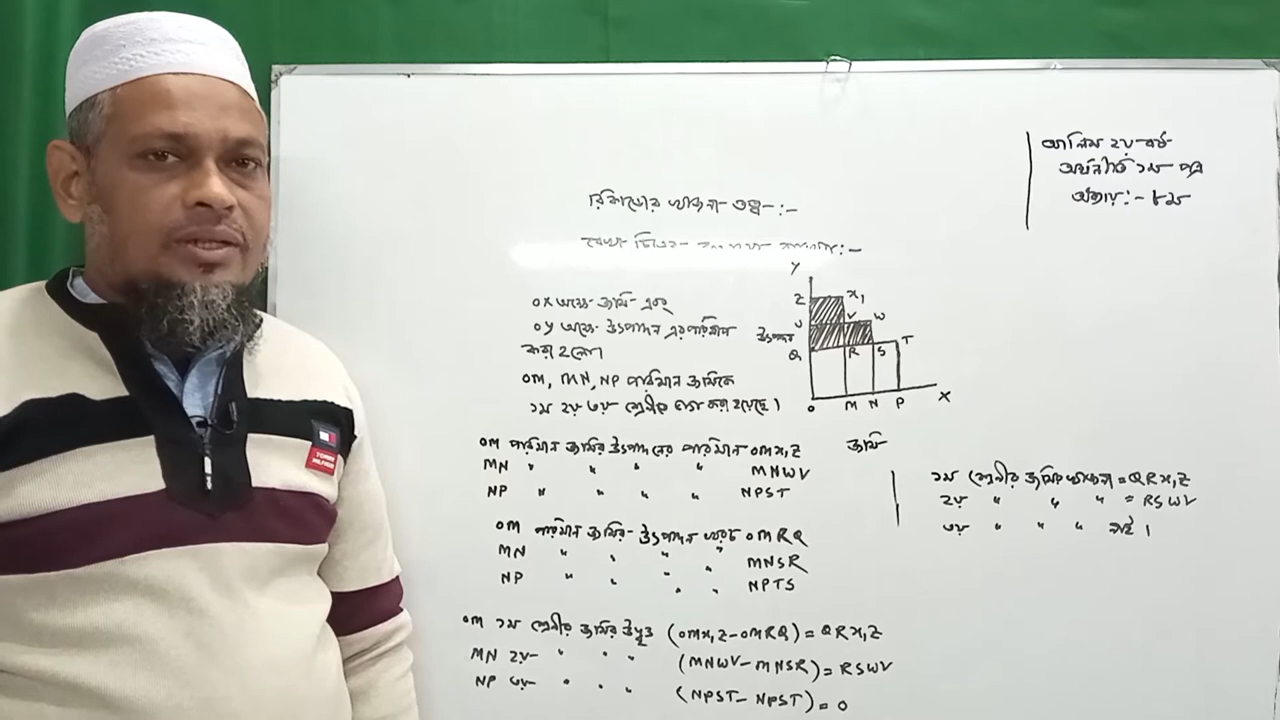 আলিম ২য় বর্ষ
অর্থনীতি ১ম পত্র
অধ্যায়:- ৮ম
রিকার্ডোর খাজনা তত্ত্ব:-
রেখা চিত্রের
OX অক্ষে জমি এবং
OY অক্ষে উৎপাদন এর পরিমাপ
করা হলো।
OM, MN, NP পরিমান জমিকে
১ম ২য় ৩য় শ্রেণীর ভাগ করা হয়েছে।
Y
Z X₁
U V W
উৎপাদন
Q R S T
O M N P X
জমি
OM পরিমান জমির উৎপাদনের পরিমান OMX₁Z
MN " " " " MNWV
NP " " " " NPST
OM পরিমান জমির উৎপাদন খরচ OMRQ
MN " " " " MNSR
NP " " " " NPTS
OM ১ম শ্রেণীর জমির উদ্বৃত্ত (OMX₁Z-OMRQ)= QRX₁Z
MN ২য় " " " (MNWV-MNSR)= RSWV
NP ৩য় " " " (NPST-NPST)= 0
১ম শ্রেণীর জমির খাজনা = QRX₁Z
২য় " " " = RSWV
৩য় " " " নাই।
TOMMY HILFIGER